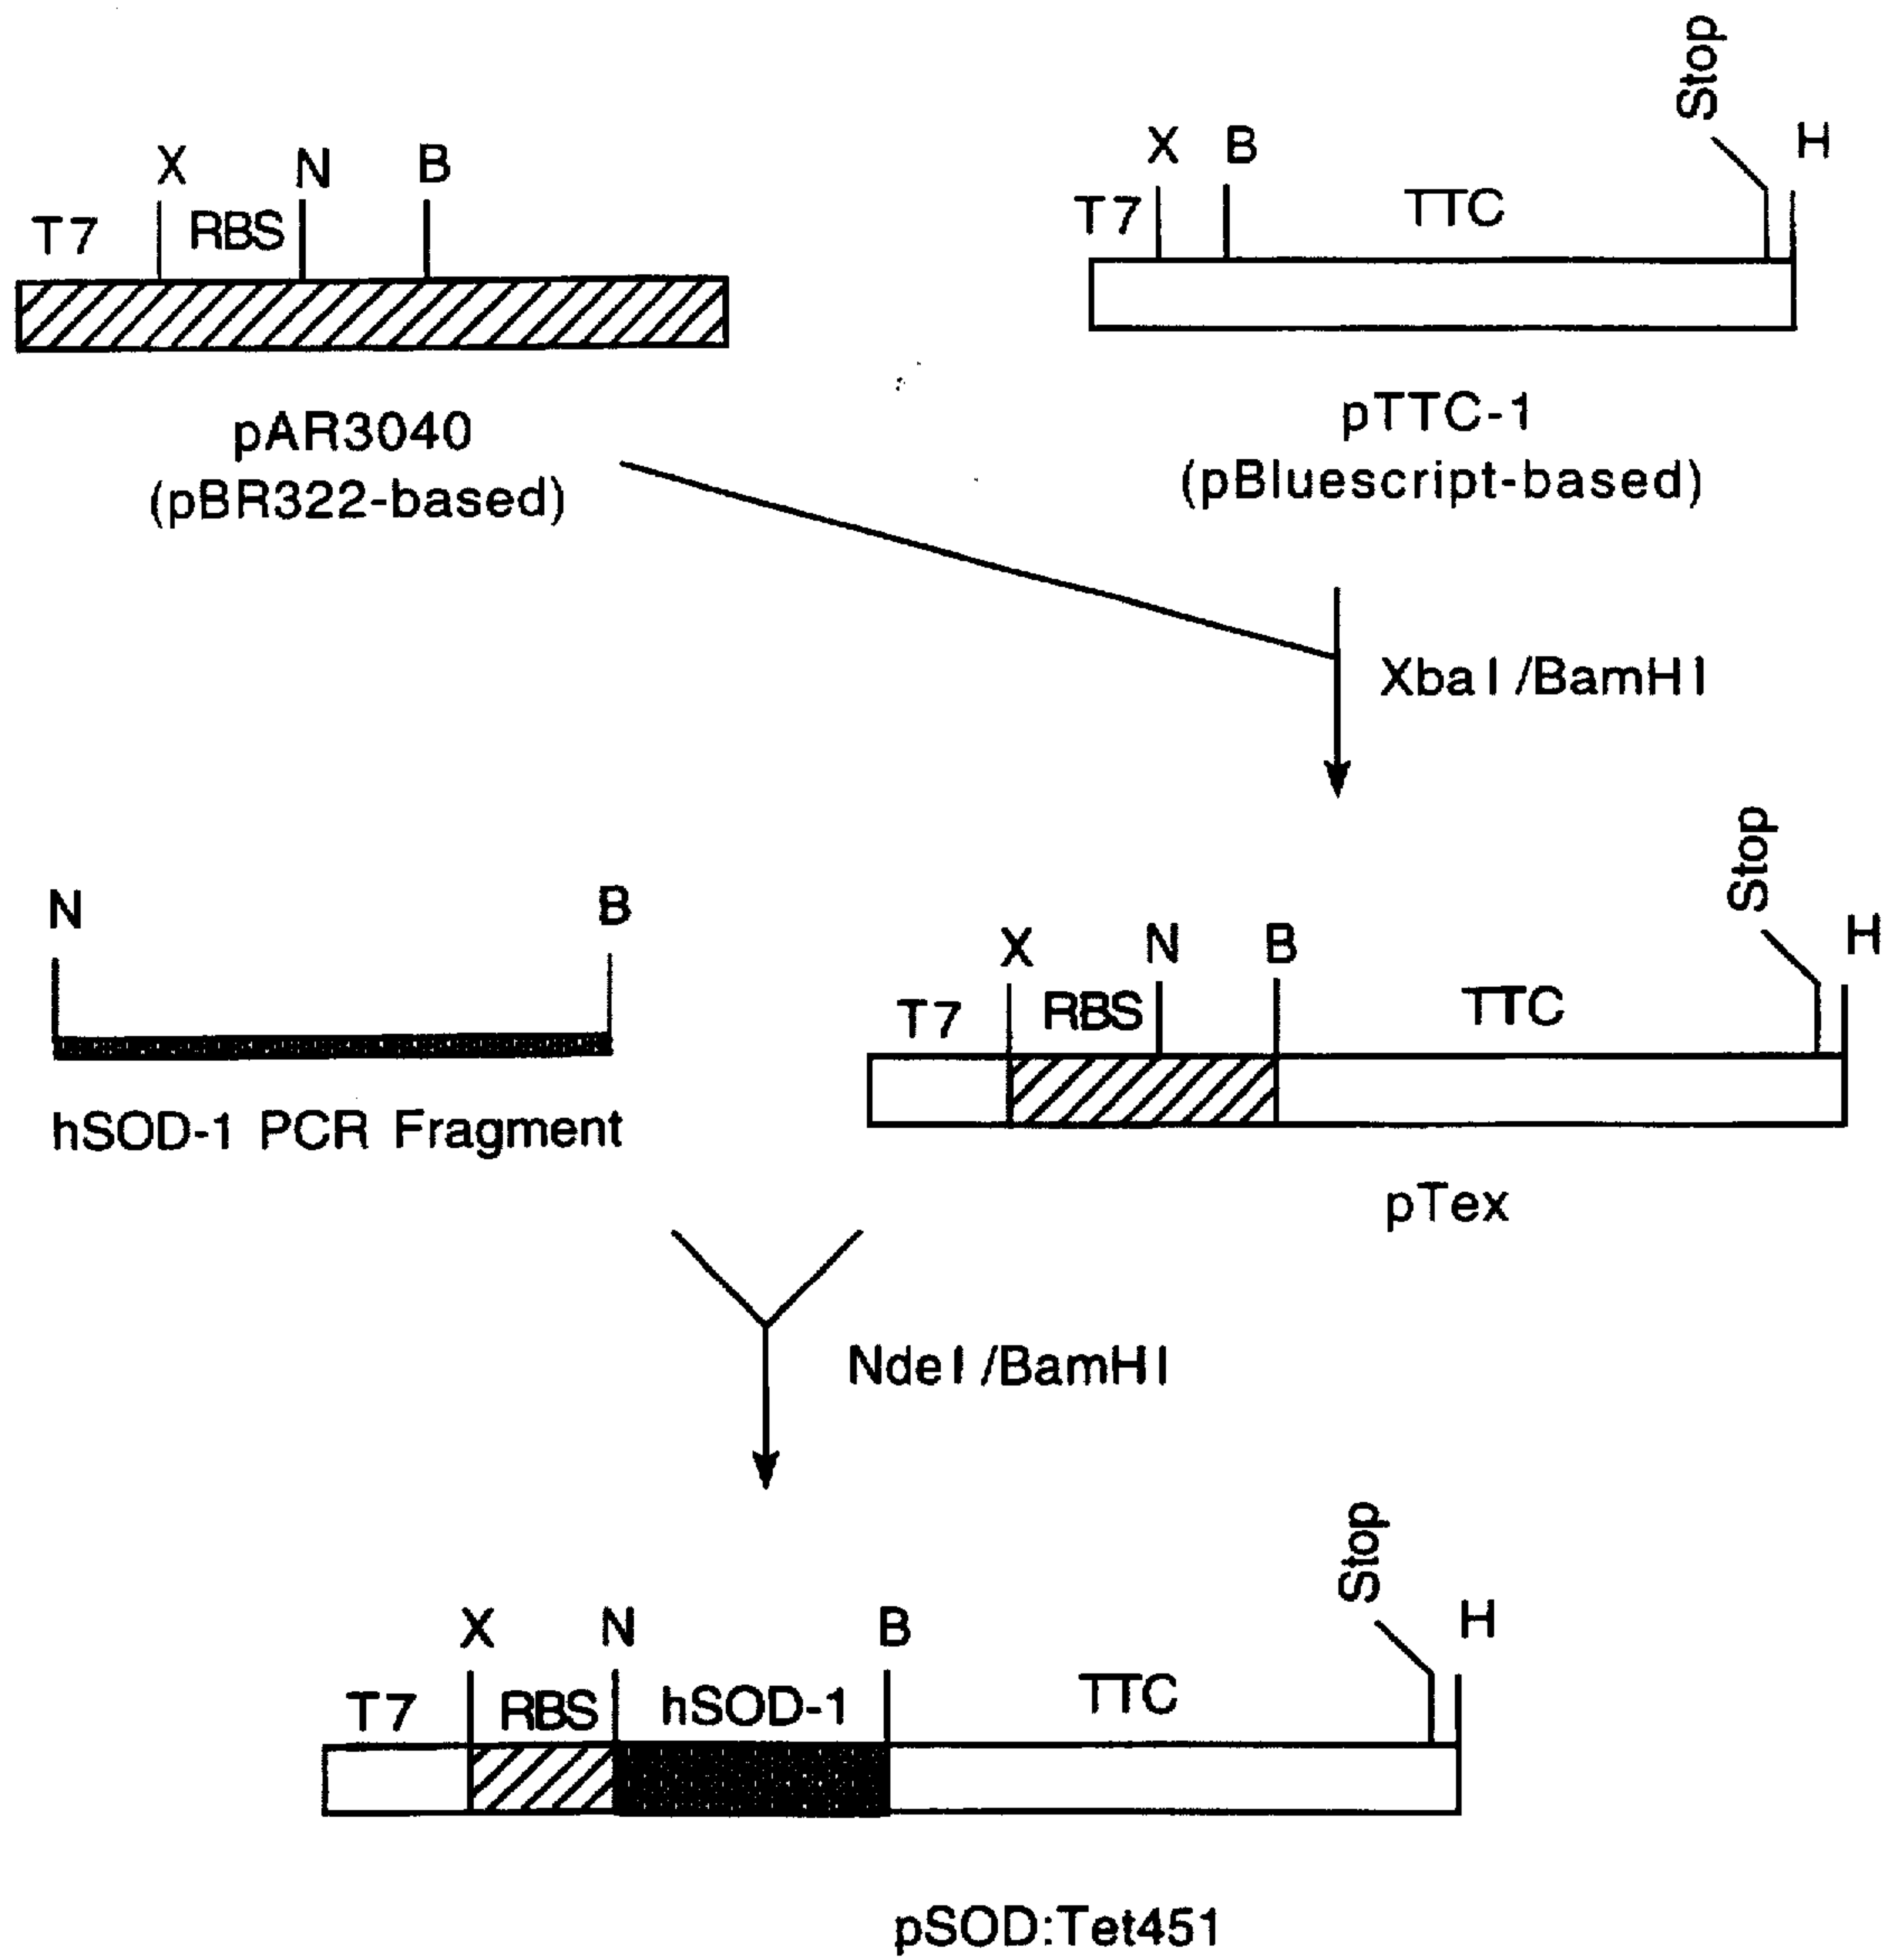 Stop
X N B
T7 RBS
X B H
T7 TTC
pAR3040
(pBR322-based)
pTTC-1
(pBluescript-based)
XbaI/BamHI
N B
hSOD-1 PCR Fragment
Stop
X N B H
T7 RBS TTC
pTex
NdeI/BamHI
Stop
X N B H
T7 RBS hSOD-1 TTC
pSOD:Tet451